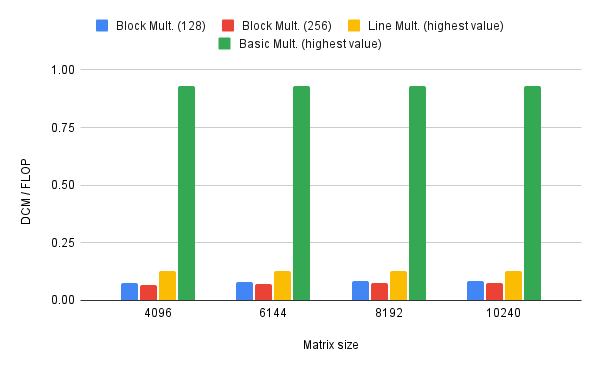 Block Mult. (128) Block Mult. (256) Line Mult. (highest value)
Basic Mult. (highest value)
1.00
0.75
0.50
0.25
0.00
DCM / FLOP
4096 6144 8192 10240
Matrix size